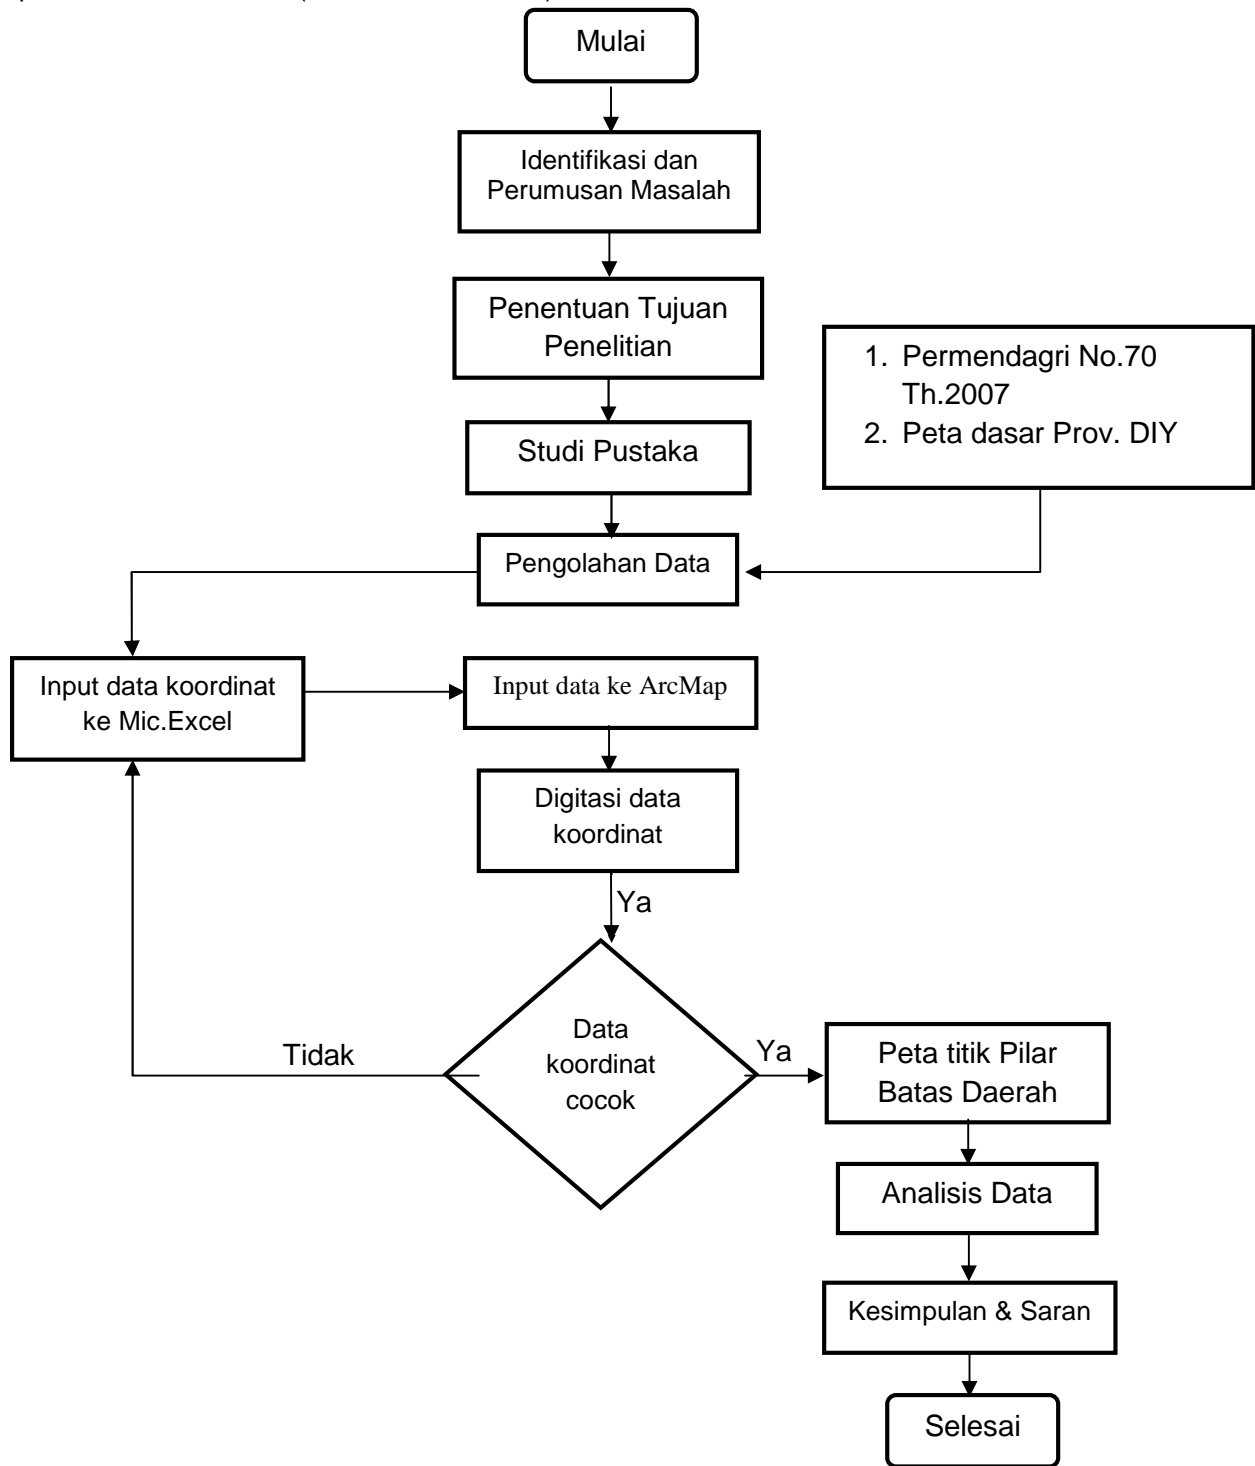 Mulai
Identifikasi dan
Perumusan Masalah
Penentuan Tujuan
Penelitian
1. Permendagri No.70
Th.2007
2. Peta dasar Prov. DIY
Studi Pustaka
Pengolahan Data
Input data koordinat
ke Mic.Excel
Input data ke ArcMap
Digitasi data
koordinat
Ya
Data
koordinat
cocok
Tidak
Ya
Peta titik Pilar
Batas Daerah
Analisis Data
Kesimpulan & Saran
Selesai